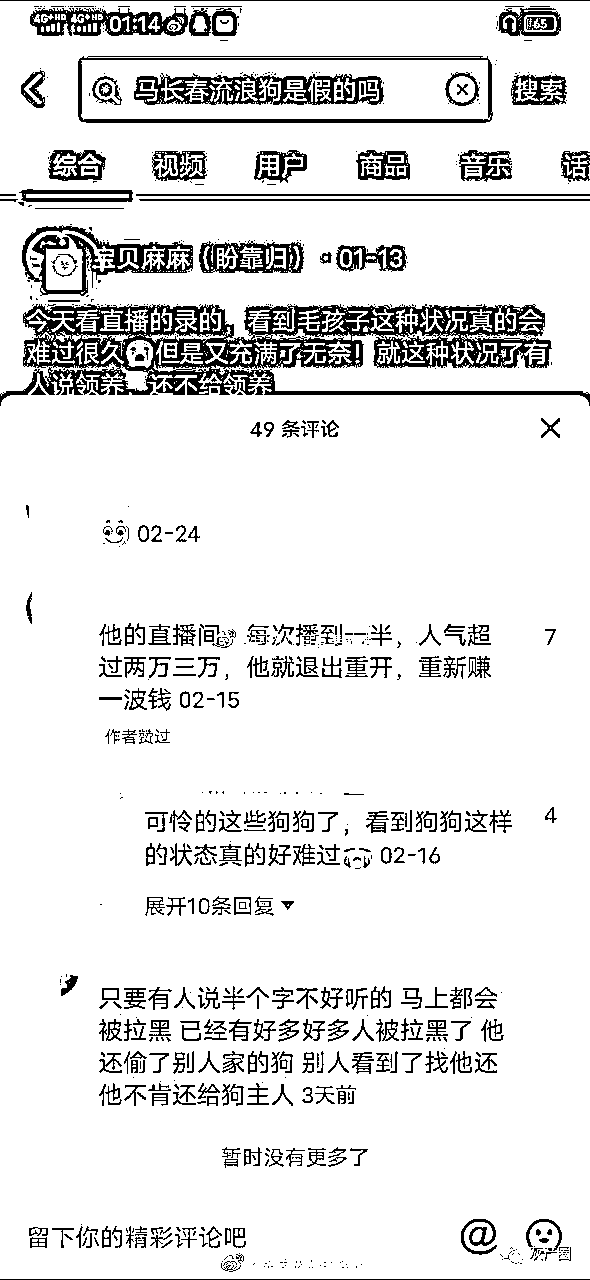 4G+HD 4G+HD 01:14 65
马长春流浪狗是假的吗
搜索
综合 视频 用户 商品 音乐 话
宝贝麻麻（盼靠归） 01-13
今天看直播的录的，看到毛孩子这种状况真的会
难过很久 但是又充满了无奈！就这种状况了有
人说领养 还不给领养
49 条评论
02-24
他的直播间 每次播到一半，人气超
过两万三万，他就退出重开，重新赚
一波钱 02-15
7
作者赞过
可怜的这些狗狗了，看到狗狗这样
的状态真的好难过 02-16
4
展开10条回复
只要有人说半个字不好听的 马上都会
被拉黑 已经有好多好多人被拉黑了 他
还偷了别人家的狗 别人看到了找他还
他不肯还给狗主人 3天前
暂时没有更多了
留下你的精彩评论吧
@
灰产圈